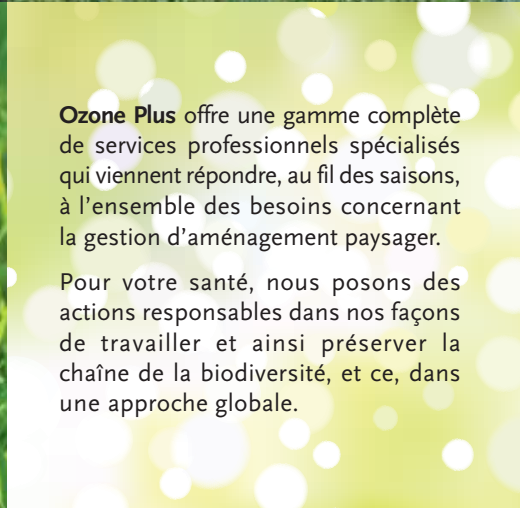 Ozone Plus offre une gamme complète
de services professionnels spécialisés
qui viennent répondre, au fil des saisons,
à l'ensemble des besoins concernant
la gestion d'aménagement paysager.
Pour votre santé, nous posons des
actions responsables dans nos façons
de travailler et ainsi préserver la
chaîne de la biodiversité, et ce, dans
une approche globale.